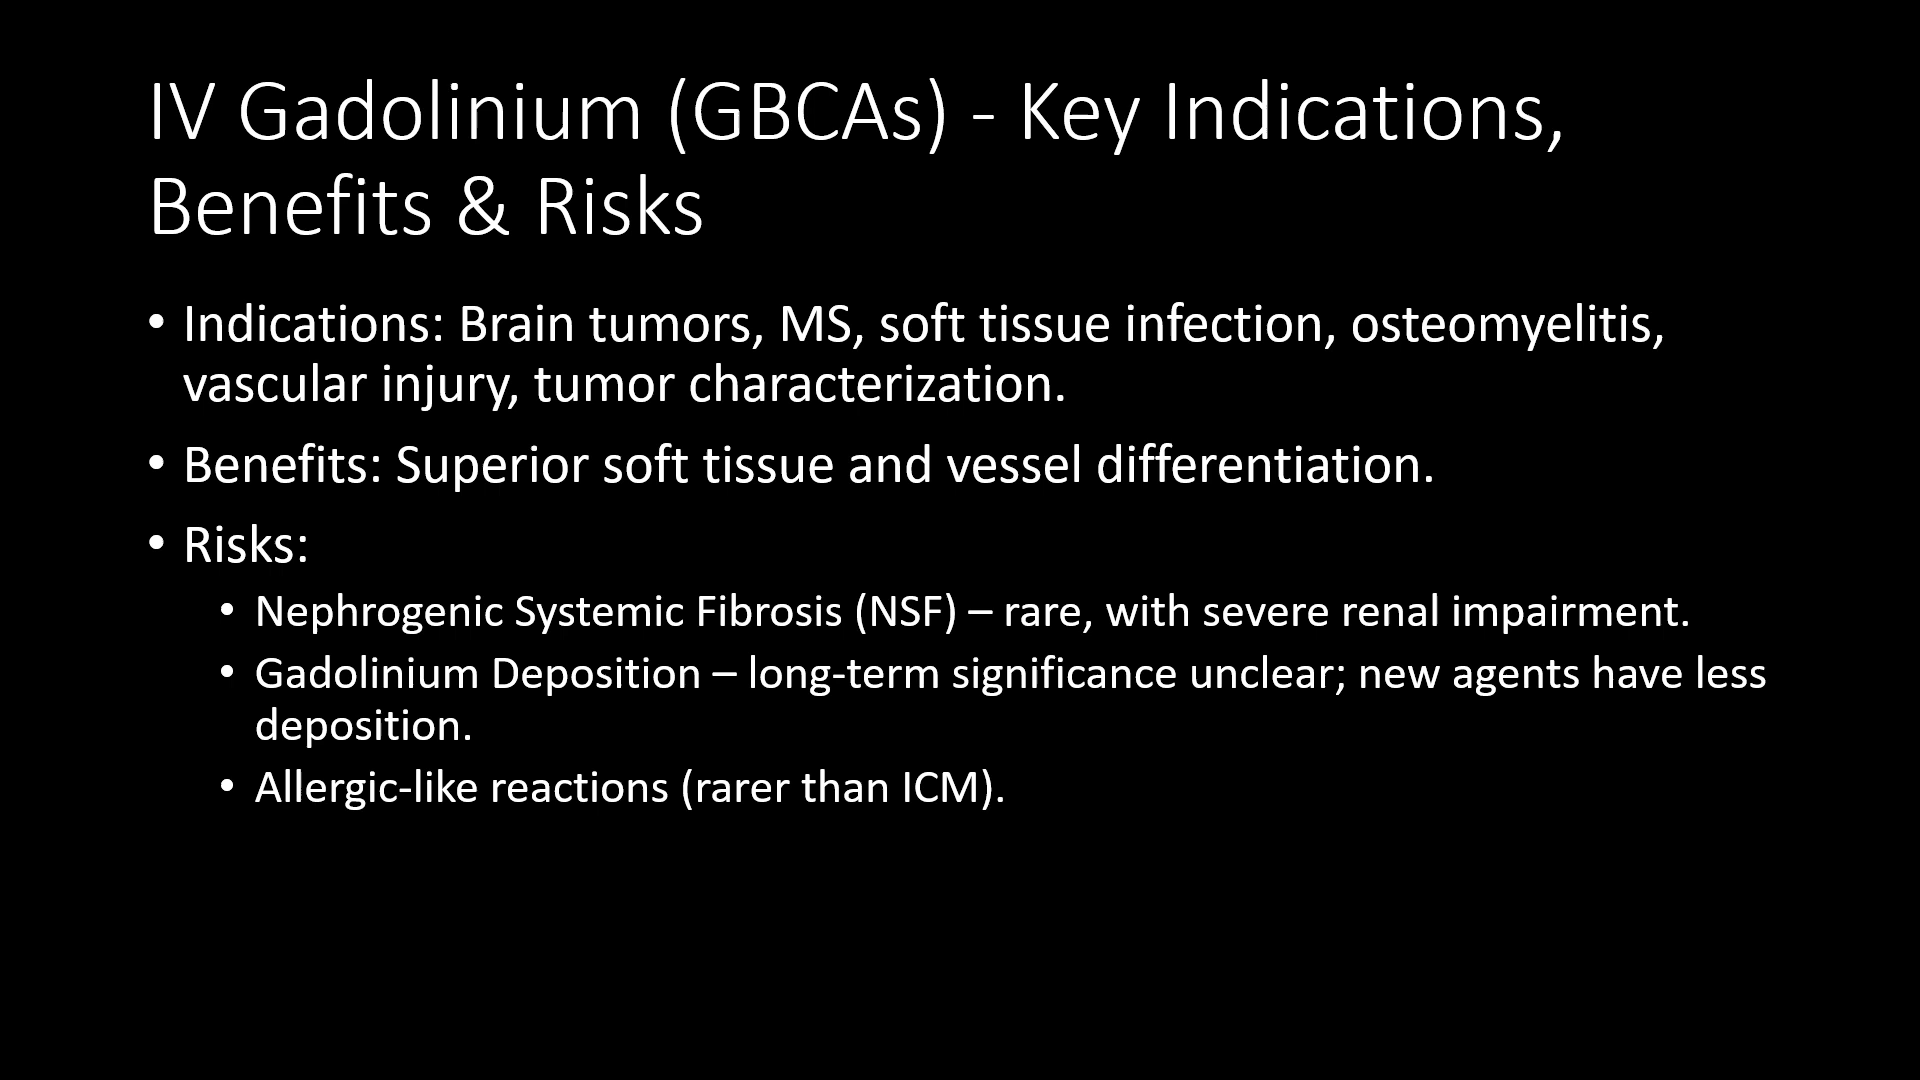 IV Gadolinium (GBCAs) - Key Indications,
Benefits & Risks
• Indications: Brain tumors, MS, soft tissue infection, osteomyelitis,
vascular injury, tumor characterization.
• Benefits: Superior soft tissue and vessel differentiation.
• Risks:
• Nephrogenic Systemic Fibrosis (NSF) – rare, with severe renal impairment.
• Gadolinium Deposition – long-term significance unclear; new agents have less
deposition.
• Allergic-like reactions (rarer than ICM).